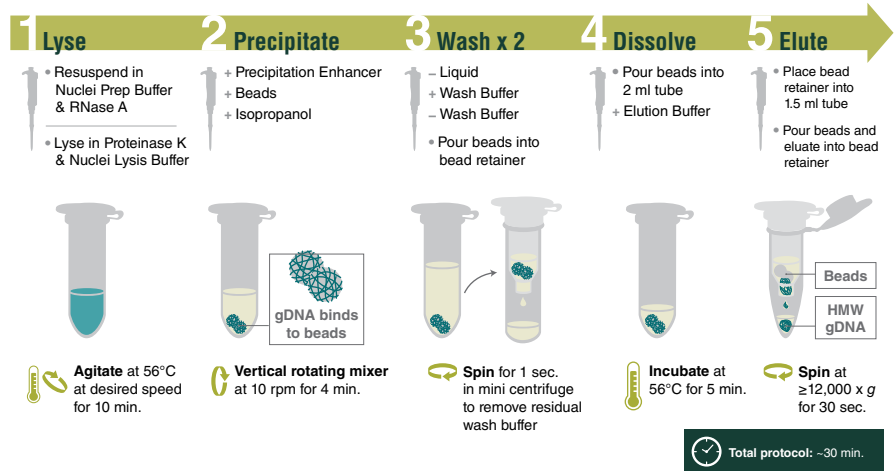 1 Lyse
• Resuspend in
Nuclei Prep Buffer
& RNase A
• Lyse in Proteinase K
& Nuclei Lysis Buffer
Agitate at 56°C
at desired speed
for 10 min.
2 Precipitate
+ Precipitation Enhancer
+ Beads
+ Isopropanol
gDNA binds
to beads
Vertical rotating mixer
at 10 rpm for 4 min.
3 Wash x 2
– Liquid
+ Wash Buffer
– Wash Buffer
• Pour beads into
bead retainer
Spin for 1 sec.
in mini centrifuge
to remove residual
wash buffer
4 Dissolve
• Pour beads into
2 ml tube
+ Elution Buffer
Incubate at
56°C for 5 min.
5 Elute
• Place bead
retainer into
1.5 ml tube
• Pour beads and
eluate into bead
retainer
Beads
HMW
gDNA
Spin at
≥12,000 x g
for 30 sec.
Total protocol: ~30 min.